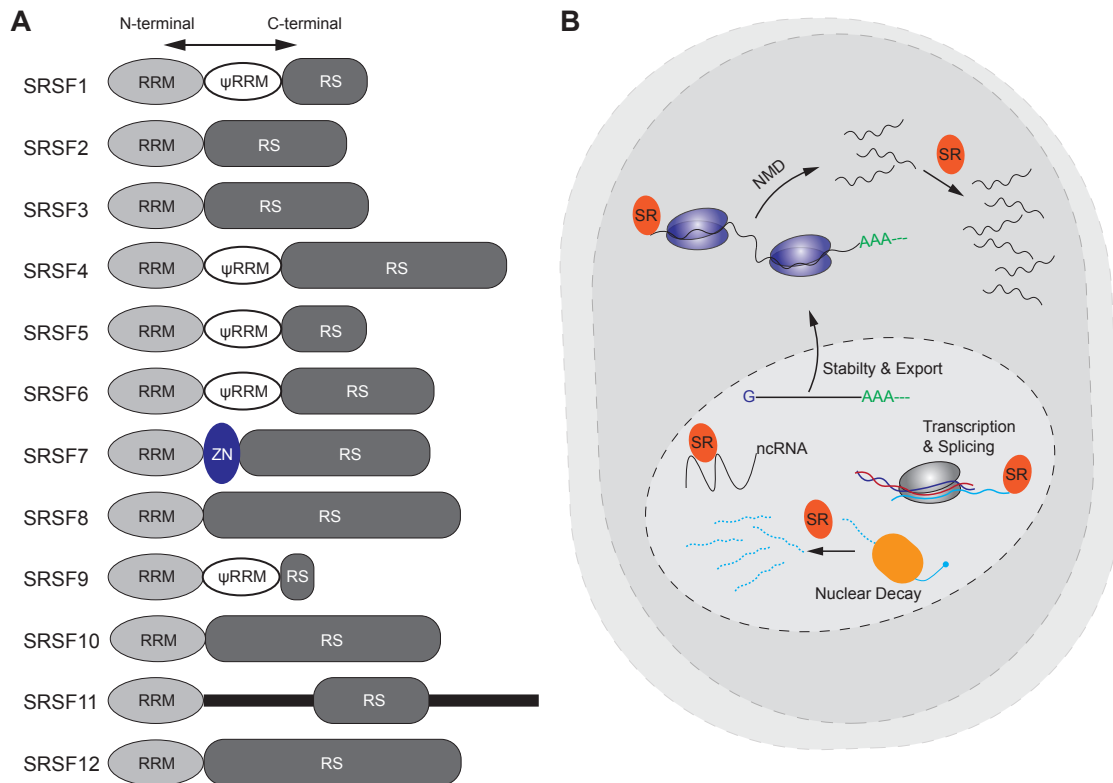 A
N-terminal
C-terminal
SRSF1
RRM
ψRRM
RS
SRSF2
RRM
RS
SRSF3
RRM
RS
SRSF4
RRM
ψRRM
RS
SRSF5
RRM
ψRRM
RS
SRSF6
RRM
ψRRM
RS
SRSF7
RRM
ZN
RS
SRSF8
RRM
RS
SRSF9
RRM
ψRRM
RS
SRSF10
RRM
RS
SRSF11
RRM
RS
SRSF12
RRM
RS
B
SR
NMD
SR
AAA---
Stabilty & Export
G
AAA---
SR
ncRNA
Transcription
& Splicing
SR
SR
Nuclear Decay